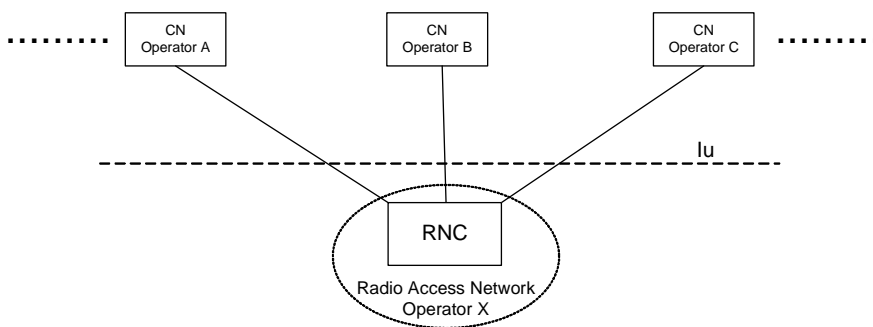 CN
Operator A
CN
Operator B
CN
Operator C
Iu
RNC
Radio Access Network
Operator X